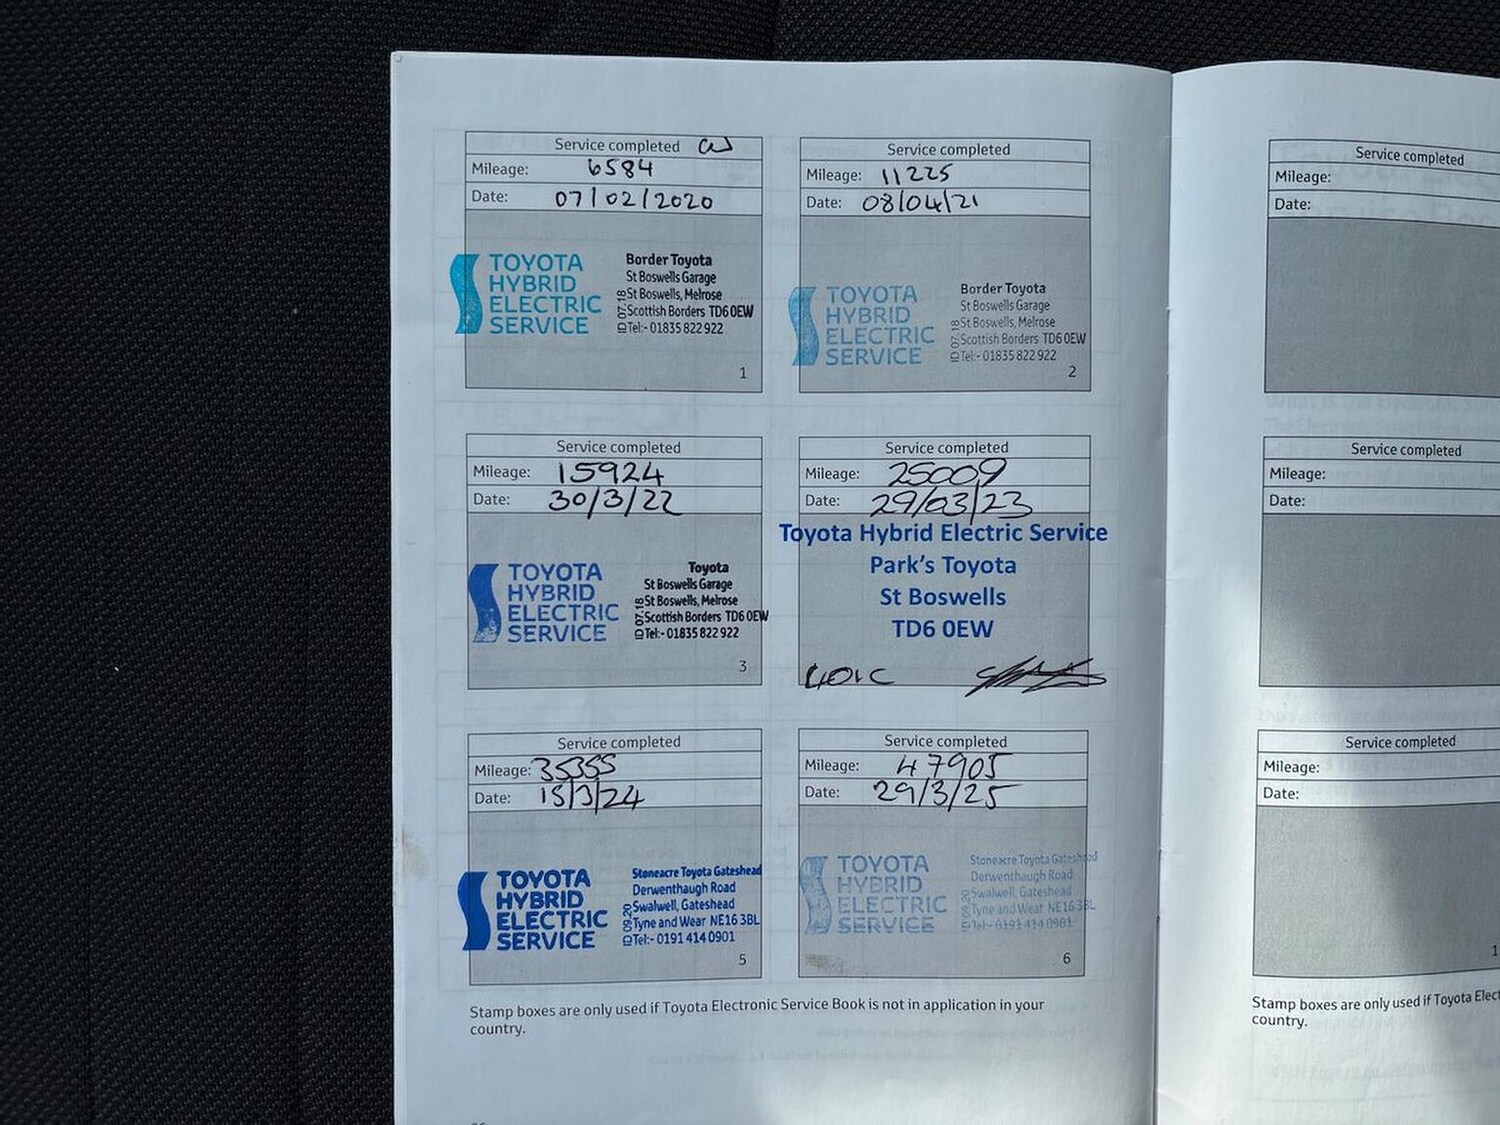 Service completed
Mileage: 6584
Date: 07/02/2020
TOYOTA
HYBRID
ELECTRIC
SERVICE
Border Toyota
St Boswells Garage
St Boswells, Melrose
Scottish Borders TD6 0EW
Tel:- 01835 822 922
ID 07.18
1
Service completed
Mileage: 11225
Date: 08/04/21
TOYOTA
HYBRID
ELECTRIC
SERVICE
Border Toyota
St Boswells Garage
St Boswells, Melrose
Scottish Borders TD6 0EW
Tel:- 01835 822 922
ID 07.18
2
Service completed
Mileage: 15924
Date: 30/3/22
TOYOTA
HYBRID
ELECTRIC
SERVICE
Toyota
St Boswells Garage
St Boswells, Melrose
Scottish Borders TD6 0EW
Tel:- 01835 822 922
ID 07.18
3
Service completed
Mileage: 25009
Date: 29/03/23
Toyota Hybrid Electric Service
Park's Toyota
St Boswells
TD6 0EW
Service completed
Mileage: 35355
Date: 15/3/24
TOYOTA
HYBRID
ELECTRIC
SERVICE
Stoneacre Toyota Gateshead
Derwenthaugh Road
Swalwell, Gateshead
Tyne and Wear NE16 3BL
Tel:- 0191 414 0901
ID 09.20
5
Service completed
Mileage: 47905
Date: 29/3/25
TOYOTA
HYBRID
ELECTRIC
SERVICE
Stoneacre Toyota Gateshead
Derwenthaugh Road
Swalwell, Gateshead
Tyne and Wear NE16 3BL
Tel:- 0191 414 0901
ID 09.20
6
Stamp boxes are only used if Toyota Electronic Service Book is not in application in your
country.
Service completed
Mileage:
Date:
Service completed
Mileage:
Date:
Service completed
Mileage:
Date:
1
Stamp boxes are only used if Toyota Elect
country.